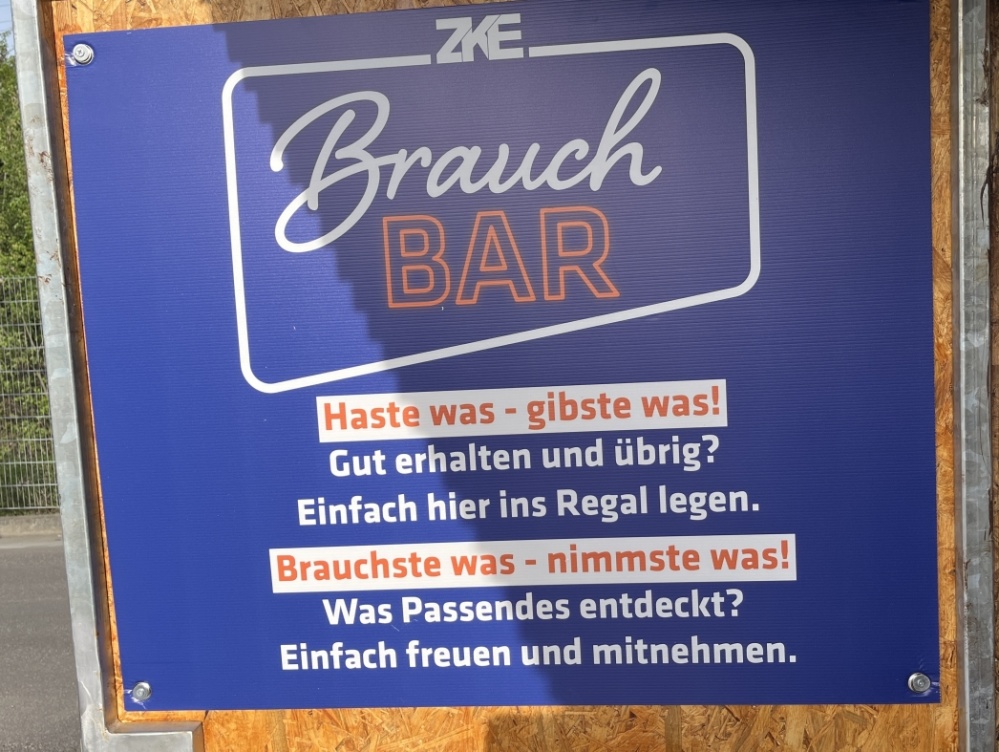 ZKE
Brauch
BAR
Haste was - gibste was!
Gut erhalten und übrig?
Einfach hier ins Regal legen.
Brauchste was - nimmste was!
Was Passendes entdeckt?
Einfach freuen und mitnehmen.